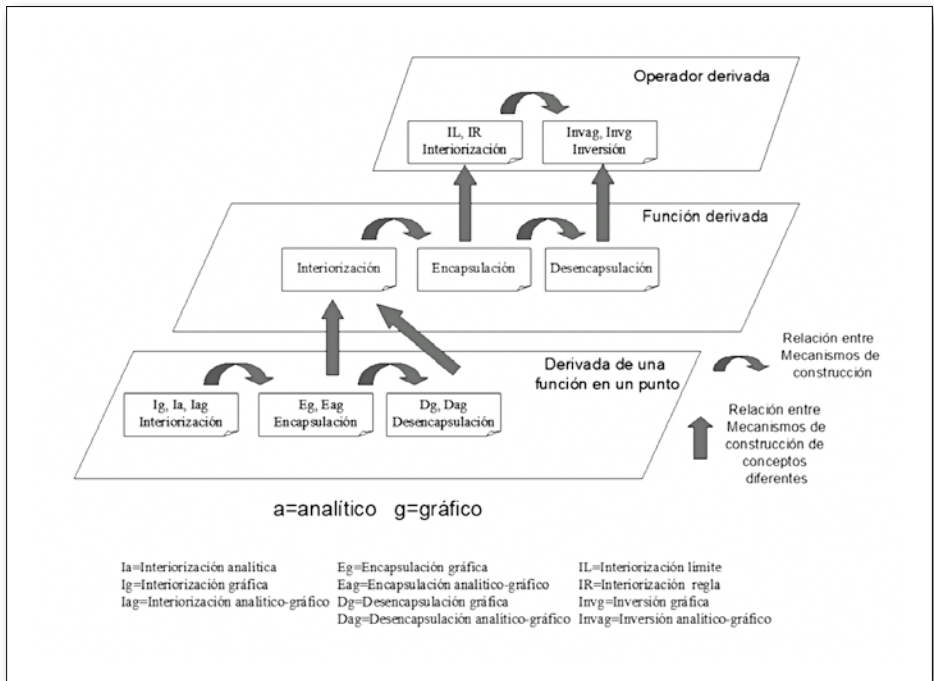 Operador derivada
IL, IR
Interiorización
Invag, Invg
Inversión
Función derivada
Interiorización
Encapsulación
Desencapsulación
Derivada de una
función en un punto
Ig, Ia, Iag
Interiorización
Eg, Eag
Encapsulación
Dg, Dag
Desencapsulación
Relación entre
Mecanismos de
construcción
Relación entre
Mecanismos de
construcción de
conceptos
diferentes
a=analítico g=gráfico
Ia=Interiorización analítica
Ig=Interiorización gráfica
Iag=Interiorización analítico-gráfico
Eg=Encapsulación gráfica
Eag=Encapsulación analítico-gráfico
Dg=Desencapsulación gráfica
Dag=Desencapsulación analítico-gráfico
IL=Interiorización límite
IR=Interiorización regla
Invg=Inversión gráfica
Invag=Inversión analítico-gráfico